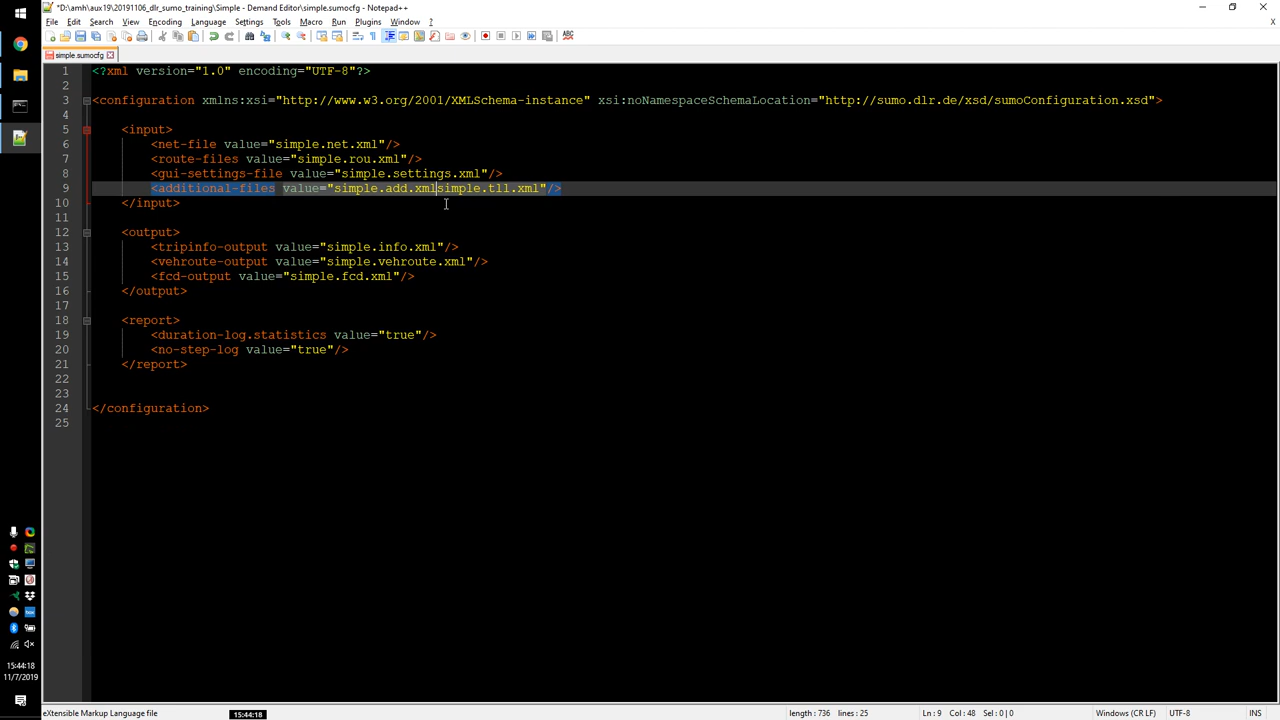 *D:\amh\aux19\20191106_dlr_sumo_training\Simple - Demand Editor\simple.sumocfg - Notepad++
File Edit Search View Encoding Language Settings Tools Macro Run Plugins Window ?
X
simple.sumocfg
1 <?xml version="1.0" encoding="UTF-8"?>
2
3 <configuration xmlns:xsi="http://www.w3.org/2001/XMLSchema-instance" xsi:noNamespaceSchemaLocation="http://sumo.dlr.de/xsd/sumoConfiguration.xsd">
4
5 <input>
6 <net-file value="simple.net.xml"/>
7 <route-files value="simple.rou.xml"/>
8 <gui-settings-file value="simple.settings.xml"/>
9 <additional-files value="simple.add.xmlsimple.tll.xml"/>
10 </input>
11
12 <output>
13 <tripinfo-output value="simple.info.xml"/>
14 <vehroute-output value="simple.vehroute.xml"/>
15 <fcd-output value="simple.fcd.xml"/>
16 </output>
17
18 <report>
19 <duration-log.statistics value="true"/>
20 <no-step-log value="true"/>
21 </report>
22
23
24 </configuration>
25
15:44:18
11/7/2019
eXtensible Markup Language file
15:44:18
length : 736 lines : 25
Ln : 9 Col : 48 Sel : 0 | 0
Windows (CR LF)
UTF-8
INS